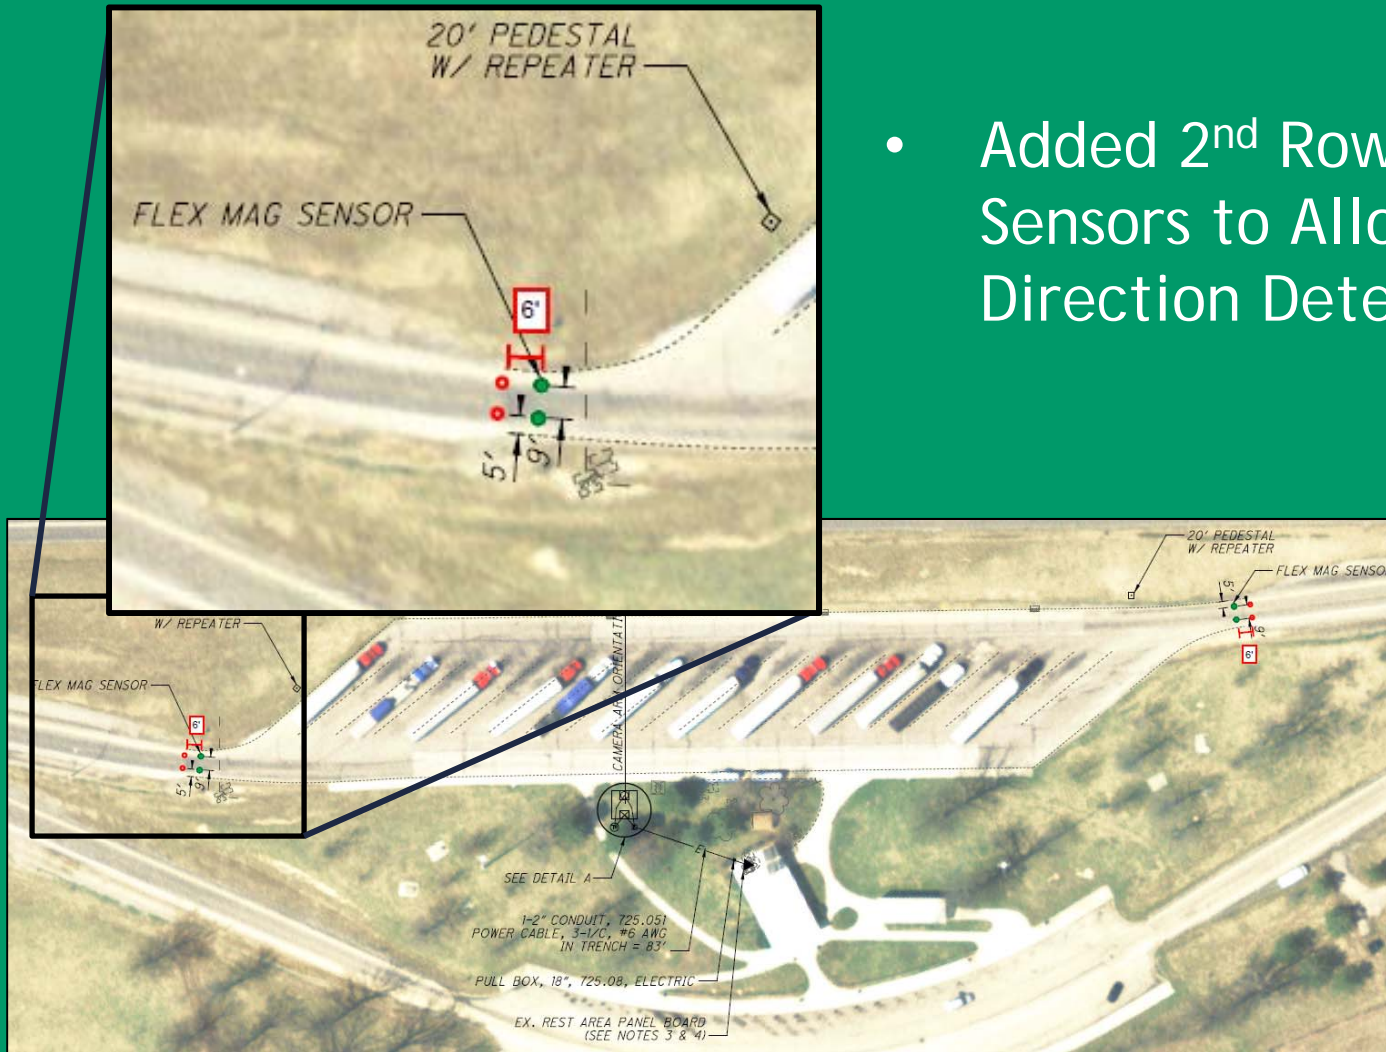 20' PEDESTAL
W/ REPEATER
FLEX MAG SENSOR
6'
5'
9'
• Added 2nd Row
Sensors to Allo
Direction Dete
20' PEDESTAL
W/ REPEATER
FLEX MAG SENSO
5'
9'
6'
W/ REPEATER
LEX MAG SENSOR
6'
5'
9'
CAMERA ARM ORIENTATI
E
SEE DETAIL A
1-2" CONDUIT, 725.051
POWER CABLE, 3-1/C, #6 AWG
IN TRENCH = 83'
PULL BOX, 18", 725.08, ELECTRIC
EX. REST AREA PANEL BOARD
(SEE NOTES 3 & 4)